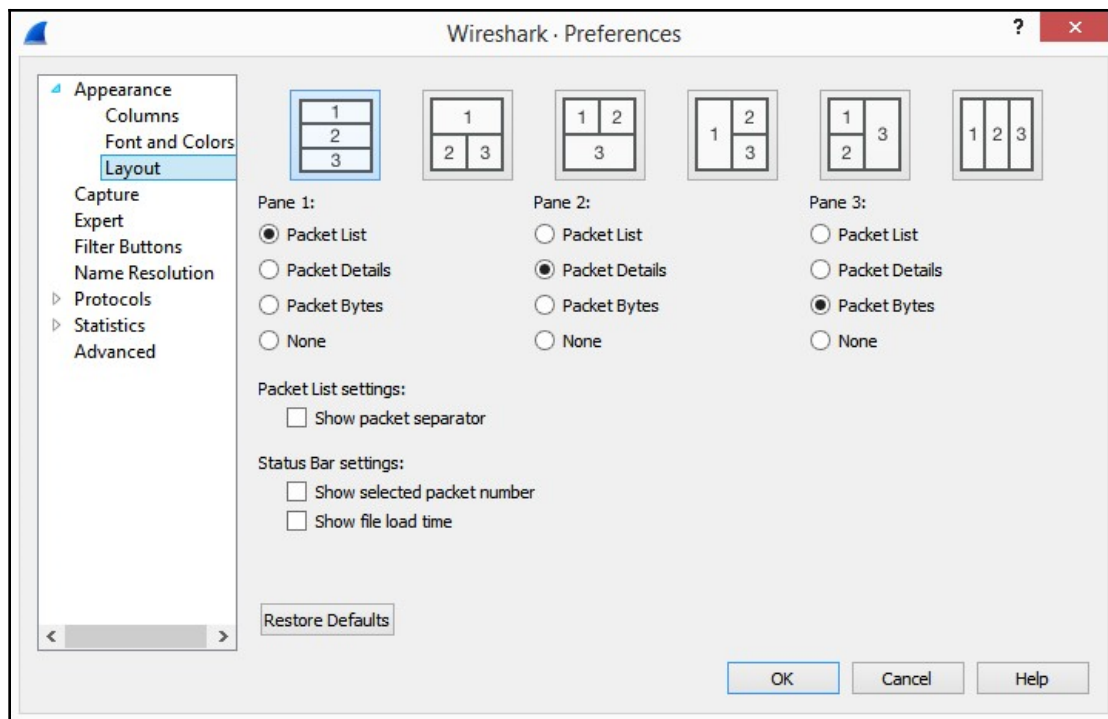 Wireshark · Preferences
?
Appearance
Columns
Font and Colors
Layout
Capture
Expert
Filter Buttons
Name Resolution
Protocols
Statistics
Advanced
1
2
3
1
2 3
1 2
3
1
2
3
1
2
3
1 2 3
Pane 1:
Packet List
Packet Details
Packet Bytes
None
Pane 2:
Packet List
Packet Details
Packet Bytes
None
Pane 3:
Packet List
Packet Details
Packet Bytes
None
Packet List settings:
Show packet separator
Status Bar settings:
Show selected packet number
Show file load time
Restore Defaults
OK
Cancel
Help